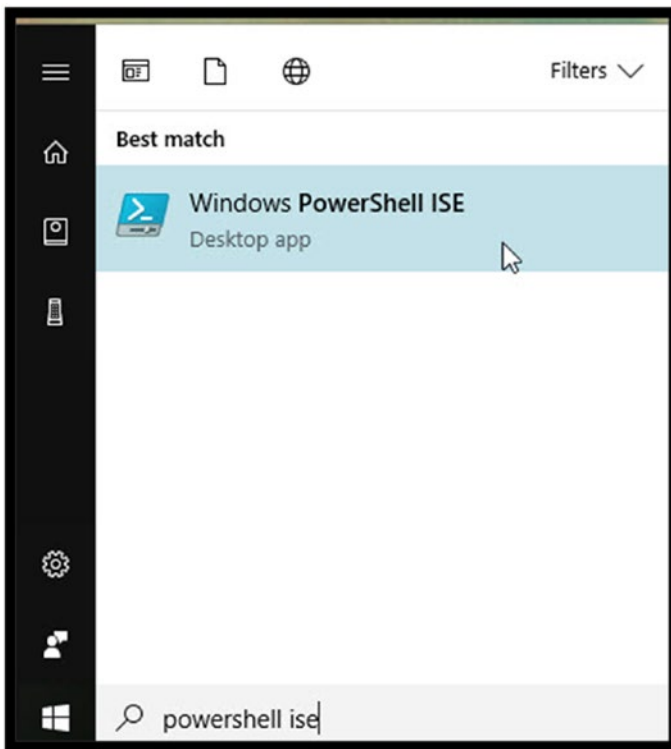 Filters
Best match
Windows PowerShell ISE
Desktop app
powershell ise